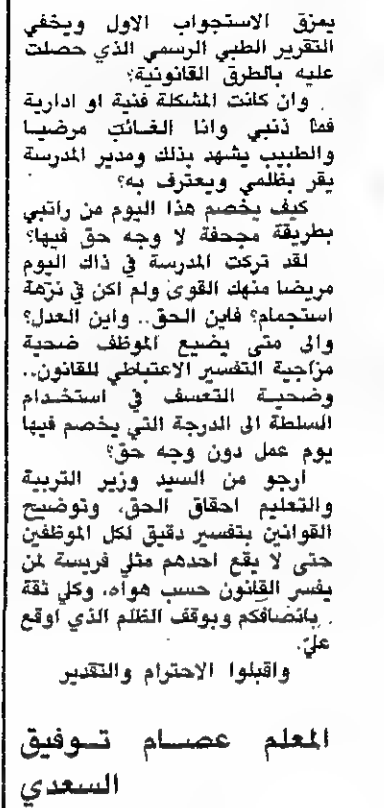 يمزق الاستجواب الاول ويخفي
التقرير الطبي الرسمي الذي حصلت
عليه بالطرق القانونية؟
. وان كانت المشكلة فنية او ادارية
فما ذنبي وانا الغائب مرضيا
والطبيب يشهد بذلك ومدير المدرسة
يقر بظلمي ويعترف به؟
كيف يخصم هذا اليوم من راتبي
بطريقة مجحفة لا وجه حق فيها؟
لقد تركت المدرسة في ذاك اليوم
مريضا منهك القوى ولم اكن في نزهة
استجمام؟ فاين الحق.. واين العدل؟
والى متى يضيع الموظف ضحية
مزاجية التفسير الاعتباطي للقانون..
وضحية التعسف في استخدام
السلطة الى الدرجة التي يخصم فيها
يوم عمل دون وجه حق؟
ارجو من السيد وزير التربية
والتعليم احقاق الحق، وتوضيح
القوانين بتفسير دقيق لكل الموظفين
حتى لا يقع احدهم مثلي فريسة لمن
يفسر القانون حسب هواه، وكلي ثقة
بانصافكم وبوقف الظلم الذي اوقع
عليّ.
واقبلوا الاحترام والتقدير
المعلم عصام توفيق
السعدي